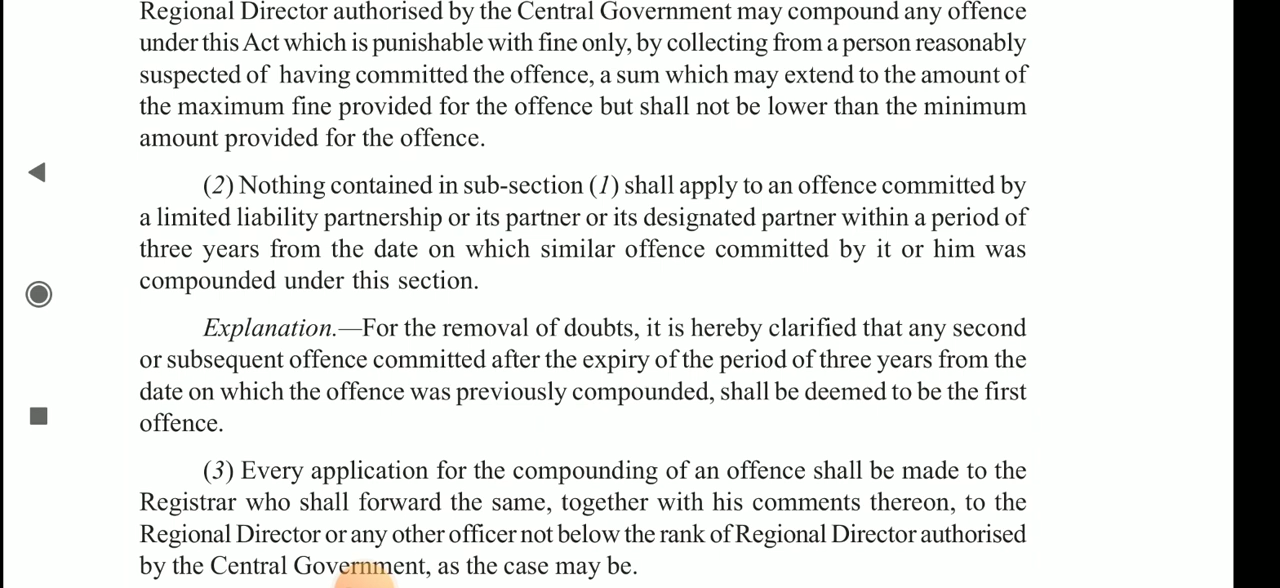 Regional Director authorised by the Central Government may compound any offence
under this Act which is punishable with fine only, by collecting from a person reasonably
suspected of having committed the offence, a sum which may extend to the amount of
the maximum fine provided for the offence but shall not be lower than the minimum
amount provided for the offence.
(2) Nothing contained in sub-section (1) shall apply to an offence committed by
a limited liability partnership or its partner or its designated partner within a period of
three years from the date on which similar offence committed by it or him was
compounded under this section.
Explanation.—For the removal of doubts, it is hereby clarified that any second
or subsequent offence committed after the expiry of the period of three years from the
date on which the offence was previously compounded, shall be deemed to be the first
offence.
(3) Every application for the compounding of an offence shall be made to the
Registrar who shall forward the same, together with his comments thereon, to the
Regional Director or any other officer not below the rank of Regional Director authorised
by the Central Government, as the case may be.